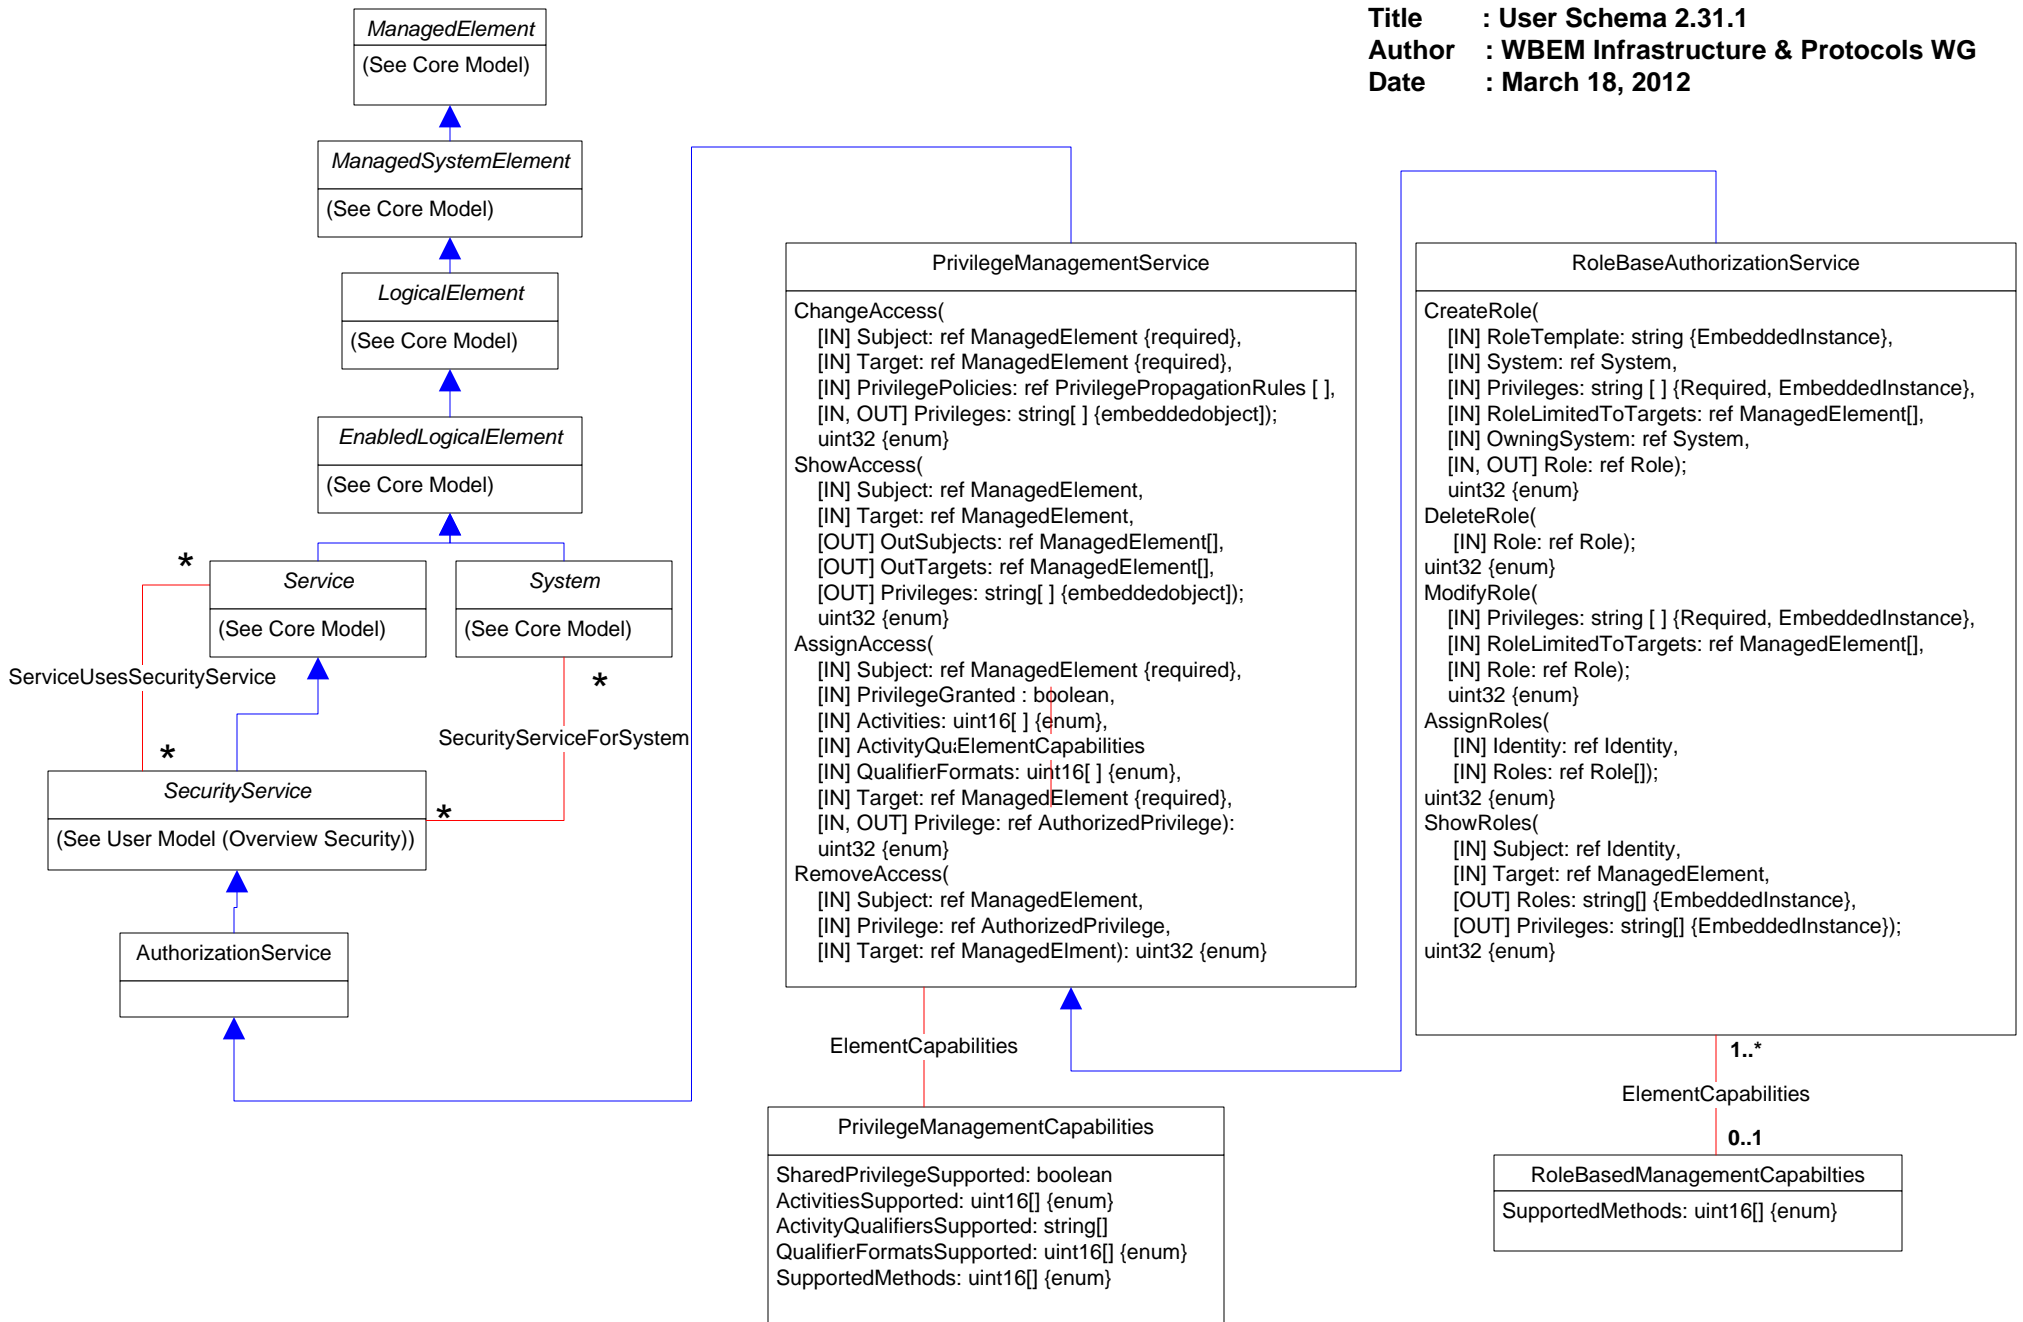 Title : User Schema 2.31.1
Author : WBEM Infrastructure & Protocols WG
Date : March 18, 2012
ManagedElement
(See Core Model)
ManagedSystemElement
(See Core Model)
LogicalElement
(See Core Model)
EnabledLogicalElement
(See Core Model)
*
Service
(See Core Model)
System
(See Core Model)
ServiceUsesSecurityService
*
SecurityServiceForSystem
*
SecurityService
*
(See User Model (Overview Security))
AuthorizationService
PrivilegeManagementService
ChangeAccess(
[IN] Subject: ref ManagedElement {required},
[IN] Target: ref ManagedElement {required},
[IN] PrivilegePolicies: ref PrivilegePropagationRules [ ],
[IN, OUT] Privileges: string[ ] {embeddedobject]);
uint32 {enum}
ShowAccess(
[IN] Subject: ref ManagedElement,
[IN] Target: ref ManagedElement,
[OUT] OutSubjects: ref ManagedElement[],
[OUT] OutTargets: ref ManagedElement[],
[OUT] Privileges: string[ ] {embeddedobject]);
uint32 {enum}
AssignAccess(
[IN] Subject: ref ManagedElement {required},
[IN] PrivilegeGranted : boolean,
[IN] Activities: uint16[ ] {enum},
[IN] ActivityQu ElementCapabilities
[IN] QualifierFormats: uint16[ ] {enum},
[IN] Target: ref ManagedElement {required},
[IN, OUT] Privilege: ref AuthorizedPrivilege):
uint32 {enum}
RemoveAccess(
[IN] Subject: ref ManagedElement,
[IN] Privilege: ref AuthorizedPrivilege,
[IN] Target: ref ManagedElment): uint32 {enum}
ElementCapabilities
PrivilegeManagementCapabilities
SharedPrivilegeSupported: boolean
ActivitiesSupported: uint16[] {enum}
ActivityQualifiersSupported: string[]
QualifierFormatsSupported: uint16[] {enum}
SupportedMethods: uint16[] {enum}
RoleBaseAuthorizationService
CreateRole(
[IN] RoleTemplate: string {EmbeddedInstance},
[IN] System: ref System,
[IN] Privileges: string [ ] {Required, EmbeddedInstance},
[IN] RoleLimitedToTargets: ref ManagedElement[],
[IN] OwningSystem: ref System,
[IN, OUT] Role: ref Role);
uint32 {enum}
DeleteRole(
[IN] Role: ref Role);
uint32 {enum}
ModifyRole(
[IN] Privileges: string [ ] {Required, EmbeddedInstance},
[IN] RoleLimitedToTargets: ref ManagedElement[],
[IN] Role: ref Role);
uint32 {enum}
AssignRoles(
[IN] Identity: ref Identity,
[IN] Roles: ref Role[]);
uint32 {enum}
ShowRoles(
[IN] Subject: ref Identity,
[IN] Target: ref ManagedElement,
[OUT] Roles: string[] {EmbeddedInstance},
[OUT] Privileges: string[] {EmbeddedInstance});
uint32 {enum}
1..*
ElementCapabilities
0..1
RoleBasedManagementCapabilties
SupportedMethods: uint16[] {enum}